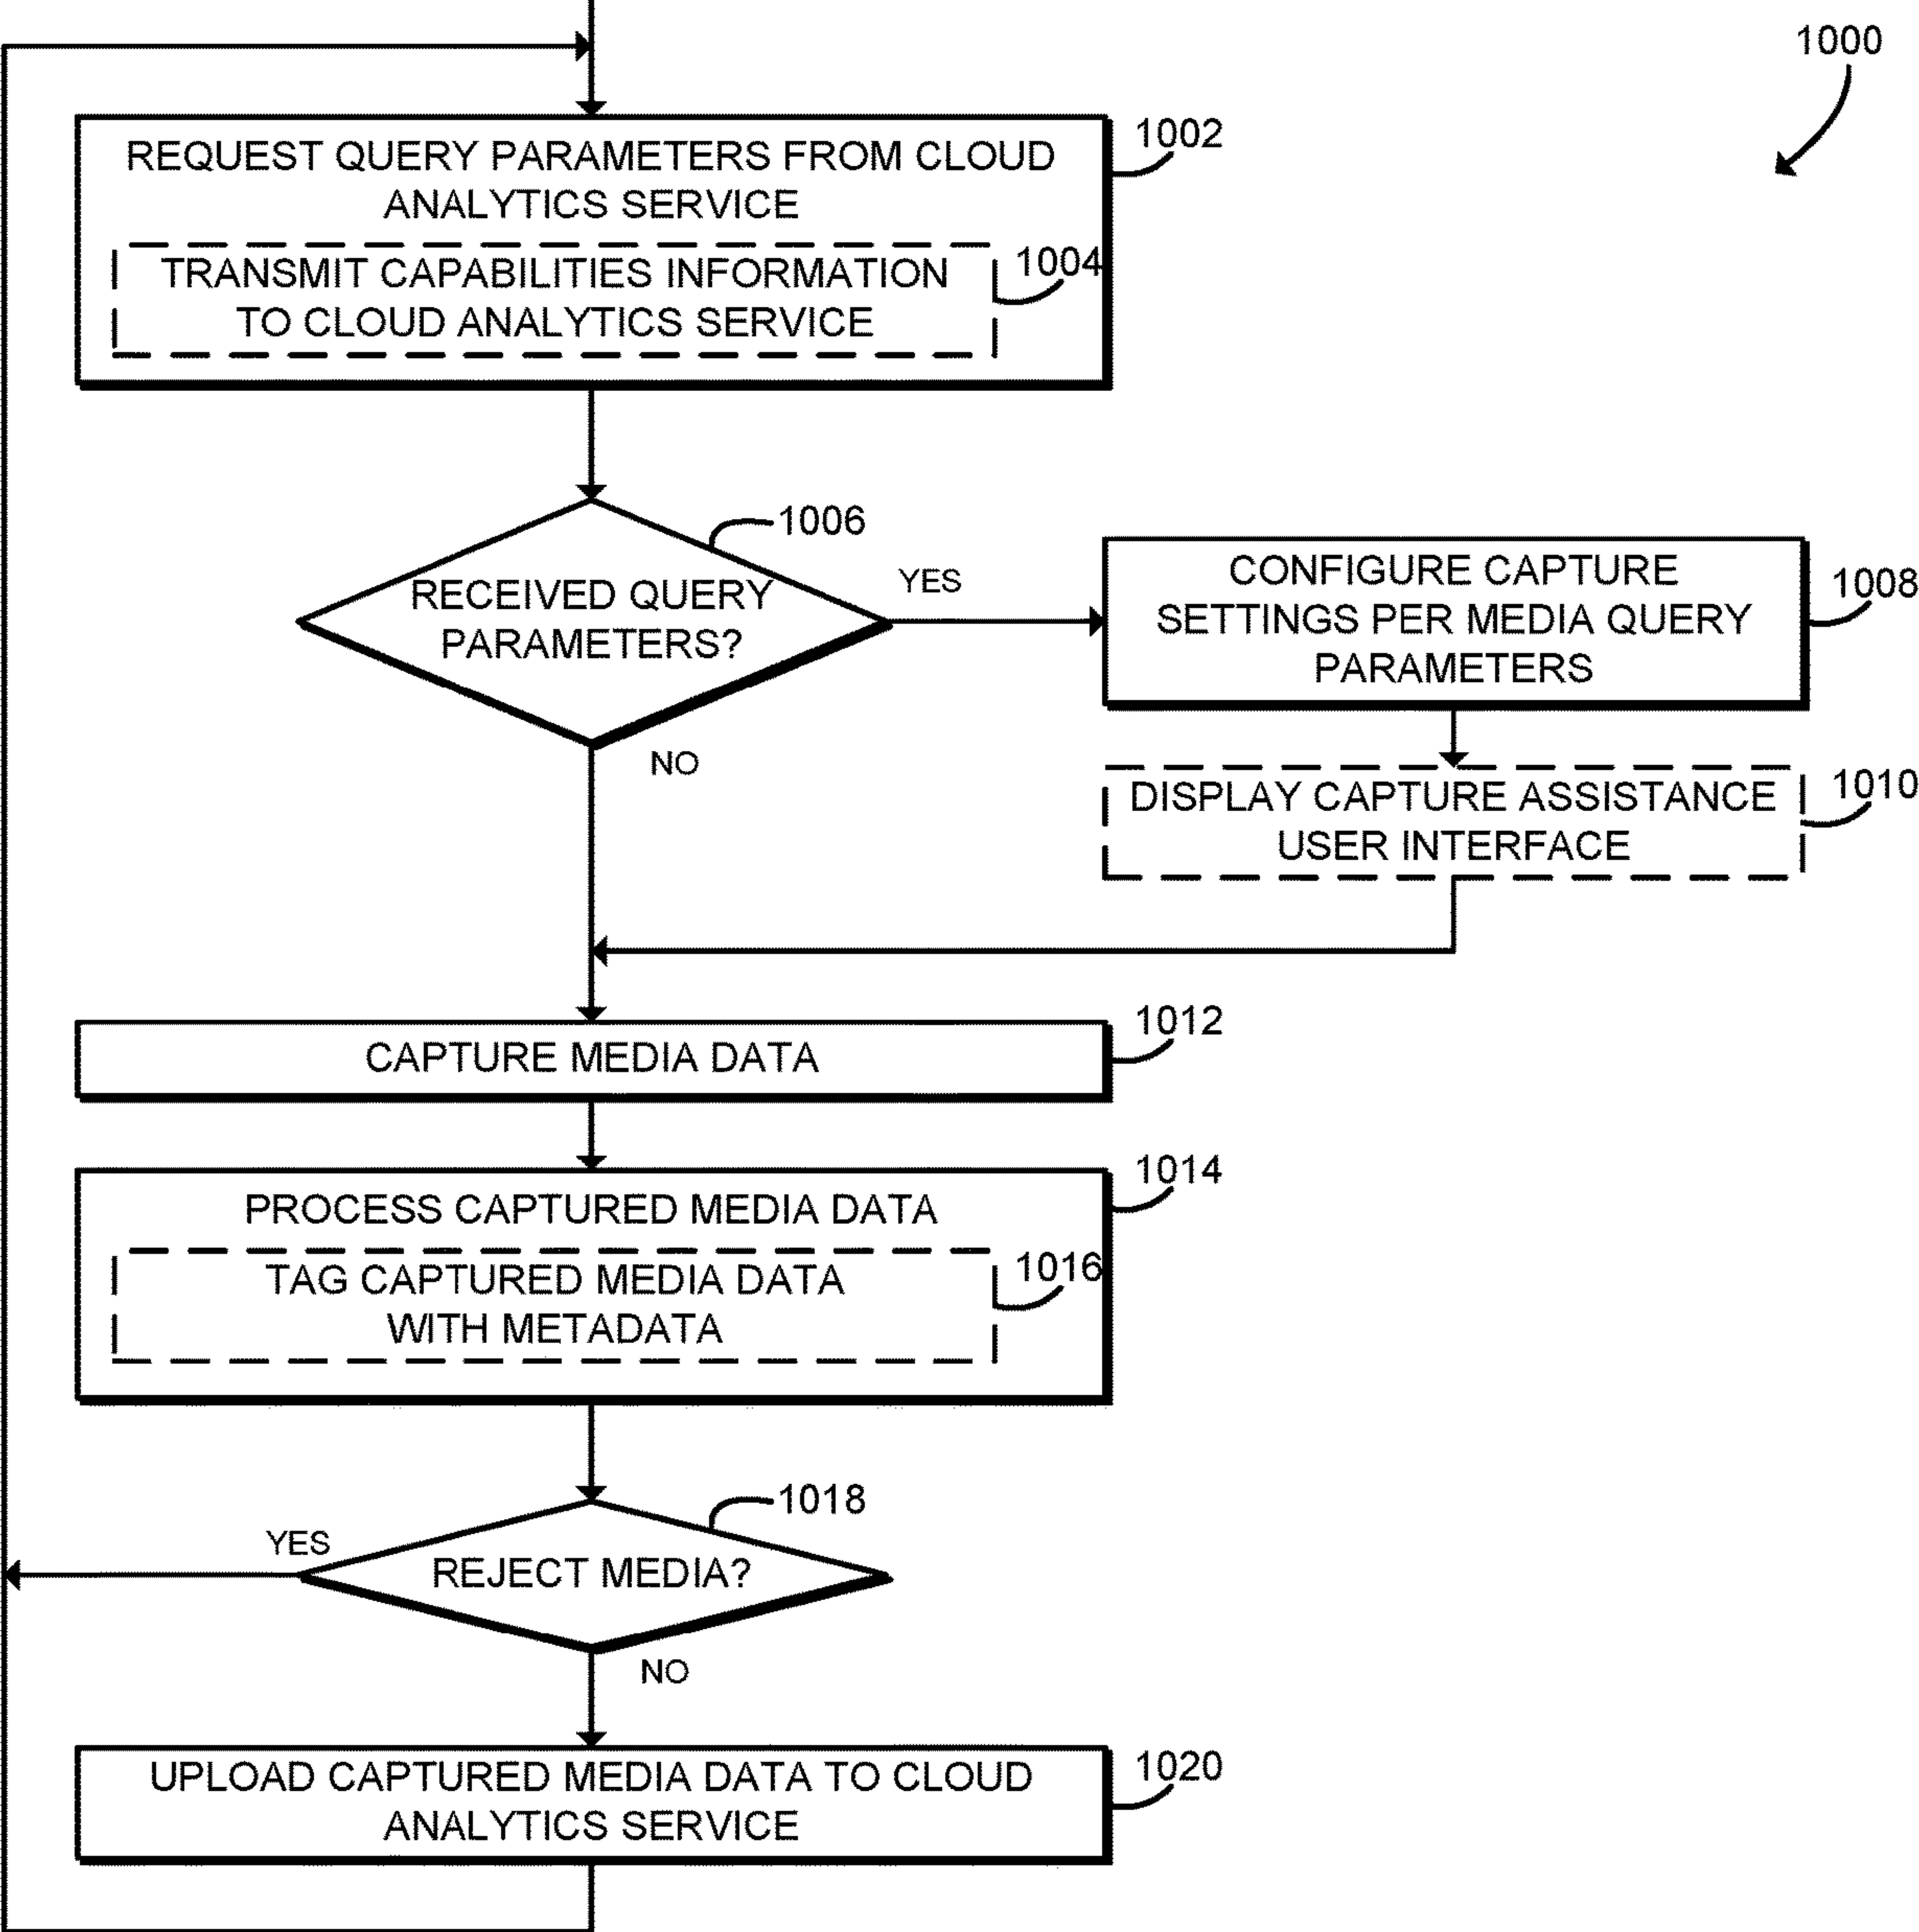 1000
REQUEST QUERY PARAMETERS FROM CLOUD
ANALYTICS SERVICE
1002
TRANSMIT CAPABILITIES INFORMATION
TO CLOUD ANALYTICS SERVICE
1004
RECEIVED QUERY
PARAMETERS?
1006
YES
NO
CONFIGURE CAPTURE
SETTINGS PER MEDIA QUERY
PARAMETERS
1008
DISPLAY CAPTURE ASSISTANCE
USER INTERFACE
1010
CAPTURE MEDIA DATA
1012
PROCESS CAPTURED MEDIA DATA
1014
TAG CAPTURED MEDIA DATA
WITH METADATA
1016
REJECT MEDIA?
1018
YES
NO
UPLOAD CAPTURED MEDIA DATA TO CLOUD
ANALYTICS SERVICE
1020